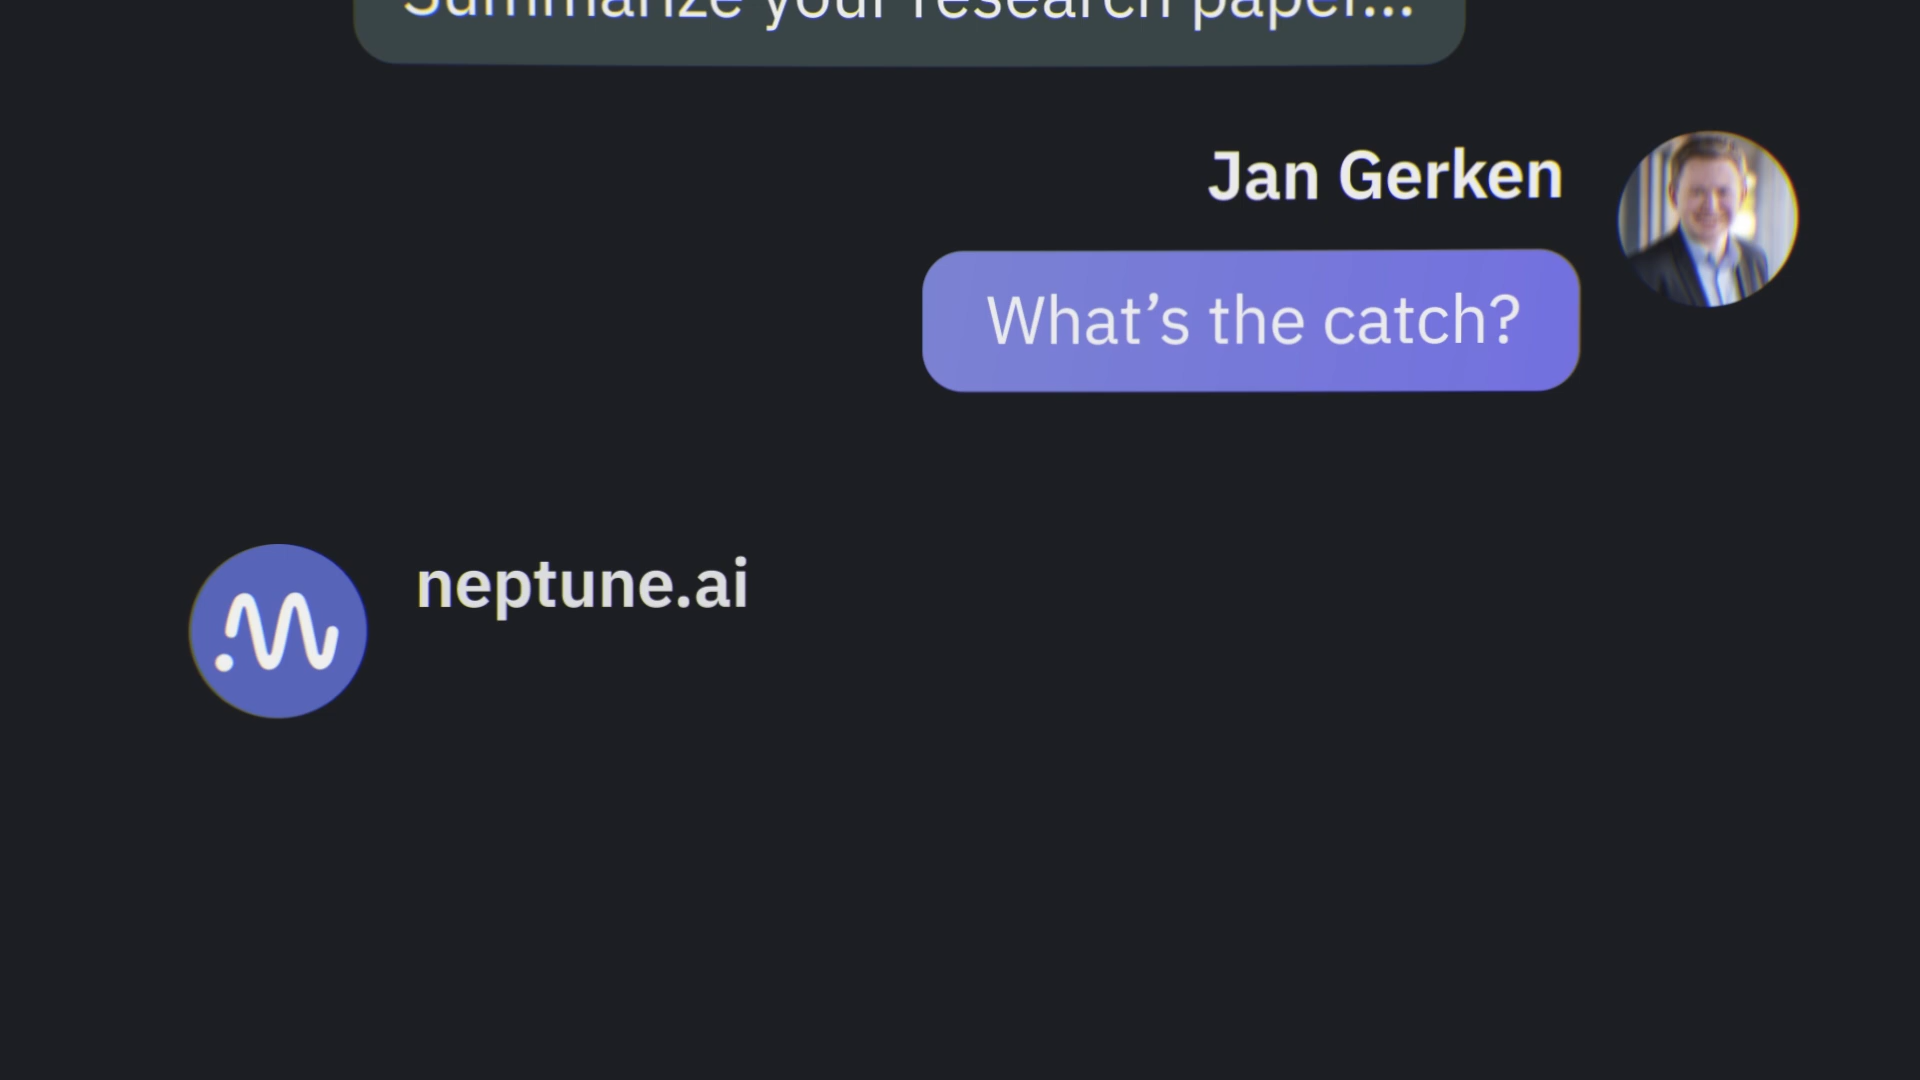 Summarize your research paper...
Jan Gerken
What’s the catch?
neptune.ai